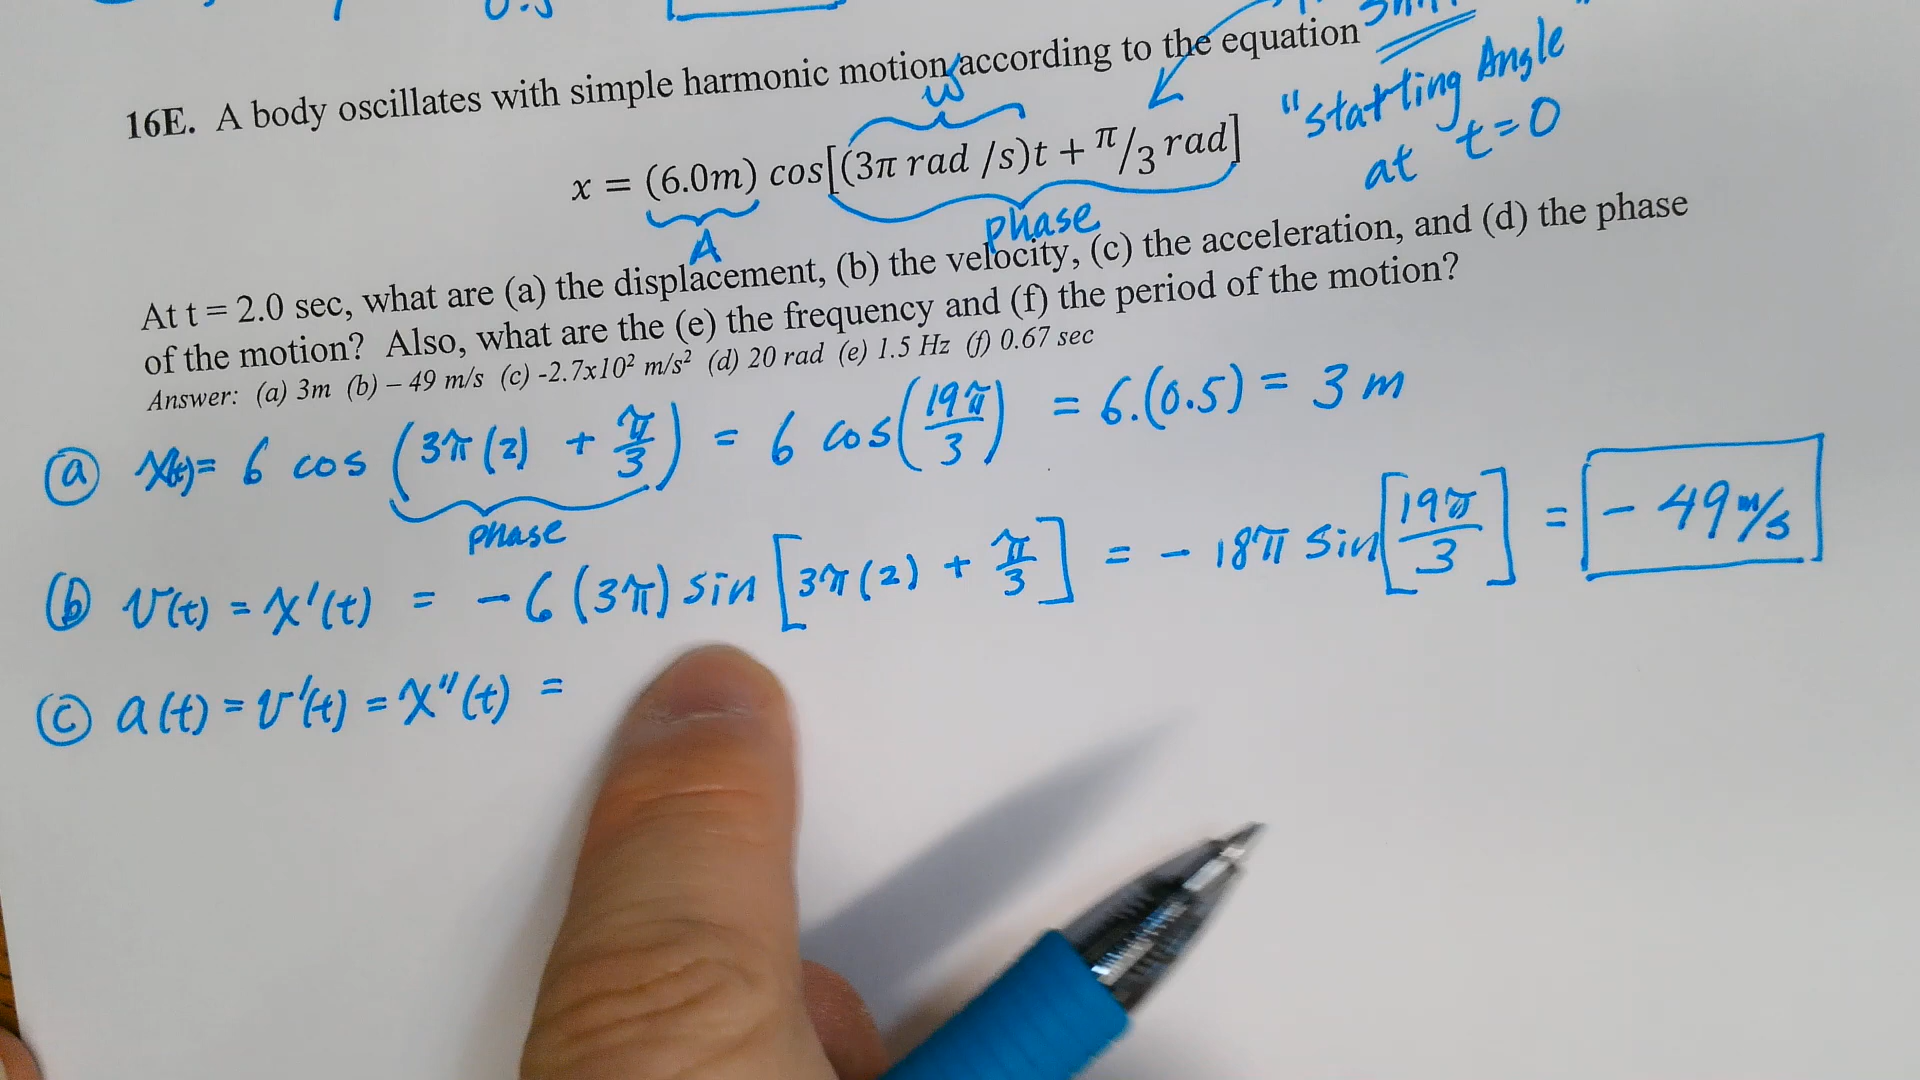 0.5
16E. A body oscillates with simple harmonic motion according to the equation
ω
"starting Angle"
at t=0
x = (6.0m) cos[(3π rad /s)t + π/3 rad]
A
phase
At t = 2.0 sec, what are (a) the displacement, (b) the velocity, (c) the acceleration, and (d) the phase
of the motion? Also, what are the (e) the frequency and (f) the period of the motion?
Answer: (a) 3m (b) – 49 m/s (c) -2.7x10² m/s² (d) 20 rad (e) 1.5 Hz (f) 0.67 sec
(a) x(t)= 6 cos (3π(2) + π/3) = 6 cos(19π/3) = 6.(0.5) = 3 m
phase
(b) v(t) = x'(t) = - 6 (3π) sin [3π(2) + π/3] = - 18π sin[19π/3] = - 49 m/s
(c) a(t) = v'(t) = x''(t) =